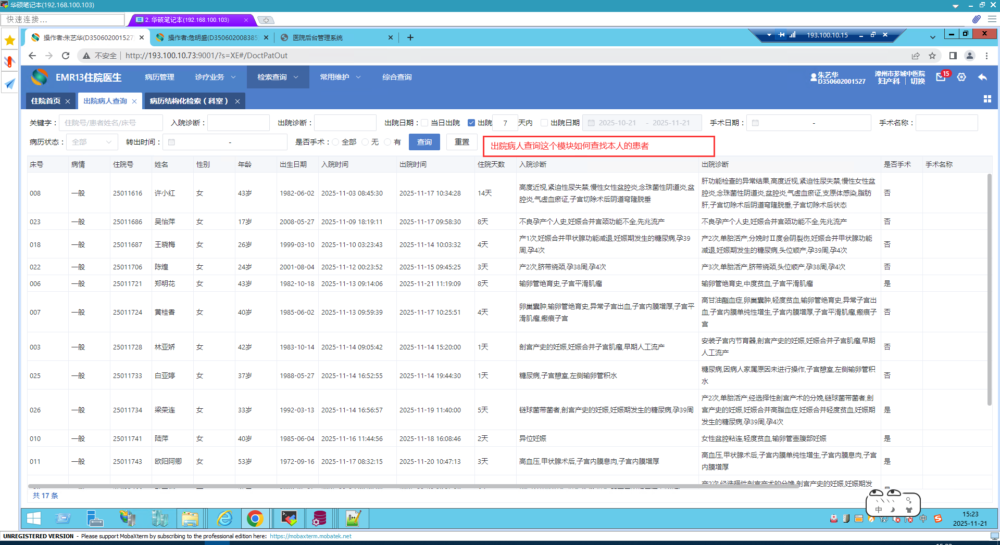 华硕笔记本(192.168.100.103)
快速连接...
2. 华硕笔记本(192.168.100.103)
操作者:朱艺华(D350602001527
操作者:危明盛(D350602008385
医院后台管理系统
193.100.10.15
不安全 http://193.100.10.73:9001/?s=XE#/DoctPatOut
EMR13住院医生 病历管理 诊疗业务 检索查询 常用维护 综合查询
朱艺华 D350602001527
漳州市芗城中医院
妇产科 | 切换
15
住院首页 出院病人查询 病历结构化检索（科室）
关键字： 住院号/患者姓名/床号 入院诊断： 出院诊断： 出院日期： 当日出院 出院 7 天内 出院日期 2025-10-21 - 2025-11-21 手术日期： - 手术名称：
病历状态： 全部 转出时间： - 是否手术： 全部 无 有 查询 重置
出院病人查询这个模块如何查找本人的患者
床号 病情 住院号 姓名 性别 年龄 出生日期 入院时间 出院时间 住院天数 入院诊断 出院诊断 是否手术 手术名称
008 一般 25011616 许小红 女 43岁 1982-06-02 2025-11-03 08:45:30 2025-11-17 10:34:28 14天 高度近视,紧迫性尿失禁,慢性女性盆腔炎,念珠菌性阴道炎,盆腔炎,气虚血瘀证,子宫切除术后阴道穹隆脱垂 肝功能检查的异常结果,高度近视,紧迫性尿失禁,慢性女性盆腔炎,念珠菌性阴道炎,盆腔炎,气虚血瘀证,支原体感染,脂肪肝,子宫切除术后阴道穹隆脱垂,子宫切除术后状态 否
023 一般 25011686 吴怡萍 女 17岁 2008-05-27 2025-11-09 18:19:11 2025-11-17 09:58:30 8天 不良孕产个人史,妊娠合并宫颈功能不全,先兆流产 不良孕产个人史,妊娠合并宫颈功能不全,先兆流产 否
018 一般 25011687 王晓梅 女 26岁 1999-03-10 2025-11-10 03:23:43 2025-11-14 10:03:32 4天 产1次,妊娠合并甲状腺功能减退,妊娠期发生的糖尿病,孕39周,孕4次 产2次,单胎活产,分娩时Ⅱ度会阴裂伤,妊娠合并甲状腺功能减退,妊娠期发生的糖尿病,头位顺产,孕39周,孕4次 否
022 一般 25011706 陈煌 女 24岁 2001-08-04 2025-11-12 00:23:52 2025-11-15 09:45:25 3天 产2次,脐带绕颈,孕38周,孕4次 产3次,单胎活产,脐带绕颈,头位顺产,孕38周,孕4次 否
006 一般 25011721 郑明花 女 43岁 1982-10-18 2025-11-13 09:14:06 2025-11-21 11:19:09 8天 输卵管绝育史,子宫平滑肌瘤 输卵管绝育史,中度贫血,子宫平滑肌瘤 是
007 一般 25011724 黄桂香 女 40岁 1985-06-02 2025-11-13 09:59:39 2025-11-17 10:25:51 4天 卵巢囊肿,输卵管绝育史,异常子宫出血,子宫内膜增厚,子宫平滑肌瘤,瘢痕子宫 高甘油酯血症,卵巢囊肿,轻度贫血,输卵管绝育史,异常子宫出血,子宫内膜单纯性增生,子宫内膜增厚,子宫平滑肌瘤,瘢痕子宫 否
003 一般 25011728 林亚娇 女 42岁 1983-10-14 2025-11-14 09:05:42 2025-11-14 15:20:00 1天 剖宫产史的妊娠,妊娠合并子宫肌瘤,早期人工流产 安装子宫内节育器,剖宫产史的妊娠,妊娠合并子宫肌瘤,早期人工流产 否
025 一般 25011733 白亚婷 女 37岁 1988-05-27 2025-11-14 16:52:55 2025-11-14 19:44:30 1天 糖尿病,子宫憩室,左侧输卵管积水 糖尿病,因病人家属原因未进行操作,子宫憩室,左侧输卵管积水 否
026 一般 25011734 梁荣连 女 33岁 1992-03-13 2025-11-14 16:56:57 2025-11-19 11:40:00 5天 链球菌带菌者,剖宫产史的妊娠,妊娠期发生的糖尿病,孕39周 产2次,单胎活产,经选择性剖宫产术的分娩,链球菌带菌者,剖宫产史的妊娠,妊娠合并高脂血症,妊娠合并轻度贫血,妊娠期发生的糖尿病,孕39周,孕4次 是
010 一般 25011741 陆萍 女 40岁 1985-06-04 2025-11-16 11:44:56 2025-11-18 16:08:46 2天 异位妊娠 女性盆腔粘连,轻度贫血,输卵管壶腹部妊娠 是
011 一般 25011743 欧阳阿卿 女 53岁 1972-09-16 2025-11-17 08:32:15 2025-11-20 10:47:13 3天 高血压,甲状腺术后,子宫内膜息肉,子宫内膜增厚 高血压,甲状腺术后,子宫内膜单纯性增生,子宫内膜息肉,子宫内膜增厚 是
产2次,经选择性剖宫产术的分娩,剖宫产史的妊娠,妊娠期发
共 17 条
中
中
15:23
2025-11-21
UNREGISTERED VERSION - Please support MobaXterm by subscribing to the professional edition here: https://mobaxterm.mobatek.net